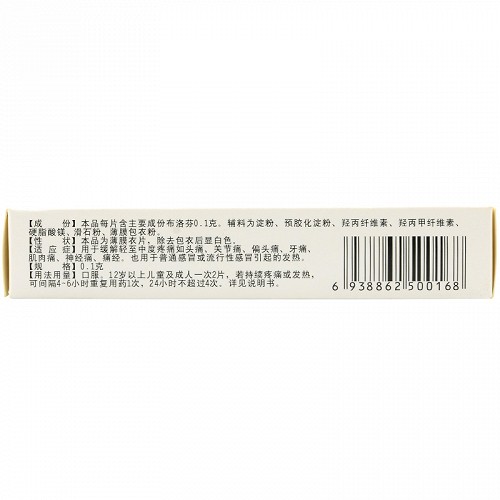 【成　份】本品每片含主要成份布洛芬0.1克。辅料为淀粉、预胶化淀粉、羟丙纤维素、羟丙甲纤维素、
硬脂酸镁、滑石粉、薄膜包衣粉。
【性　状】本品为薄膜衣片，除去包衣后显白色。
【适 应 症】用于缓解轻至中度疼痛如头痛、关节痛、偏头痛、牙痛、
肌肉痛、神经痛、痛经。也用于普通感冒或流行性感冒引起的发热。
【规　格】0.1克
【用法用量】口服。12岁以上儿童及成人一次2片，若持续疼痛或发热，
可间隔4-6小时重复用药1次，24小时不超过4次。详见说明书。
6 938862 500168